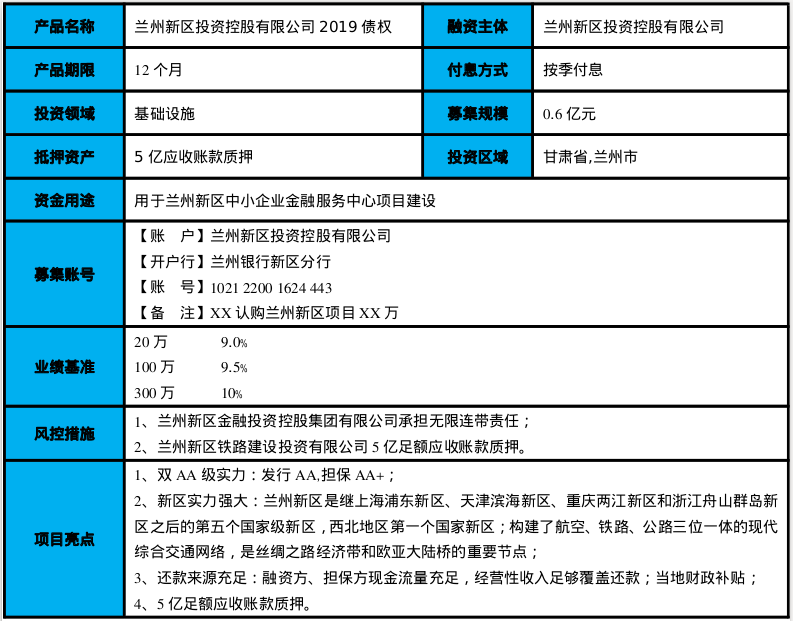 产品名称 兰州新区投资控股有限公司 2019 债权 融资主体 兰州新区投资控股有限公司
产品期限 12 个月 付息方式 按季付息
投资领域 基础设施 募集规模 0.6 亿元
抵押资产 5 亿应收账款质押 投资区域 甘肃省,兰州市
资金用途 用于兰州新区中小企业金融服务中心项目建设
募集账号
【账 户】兰州新区投资控股有限公司
【开户行】兰州银行新区分行
【账 号】1021 2200 1624 443
【备 注】XX 认购兰州新区项目 XX 万
业绩基准
20 万 9.0%
100 万 9.5%
300 万 10%
风控措施
1、兰州新区金融投资控股集团有限公司承担无限连带责任；
2、兰州新区铁路建设投资有限公司 5 亿足额应收账款质押。
项目亮点
1、双 AA 级实力：发行 AA,担保 AA+；
2、新区实力强大：兰州新区是继上海浦东新区、天津滨海新区、重庆两江新区和浙江舟山群岛新
区之后的第五个国家级新区，西北地区第一个国家新区；构建了航空、铁路、公路三位一体的现代
综合交通网络，是丝绸之路经济带和欧亚大陆桥的重要节点；
3、还款来源充足：融资方、担保方现金流量充足，经营性收入足够覆盖还款；当地财政补贴；
4、5 亿足额应收账款质押。